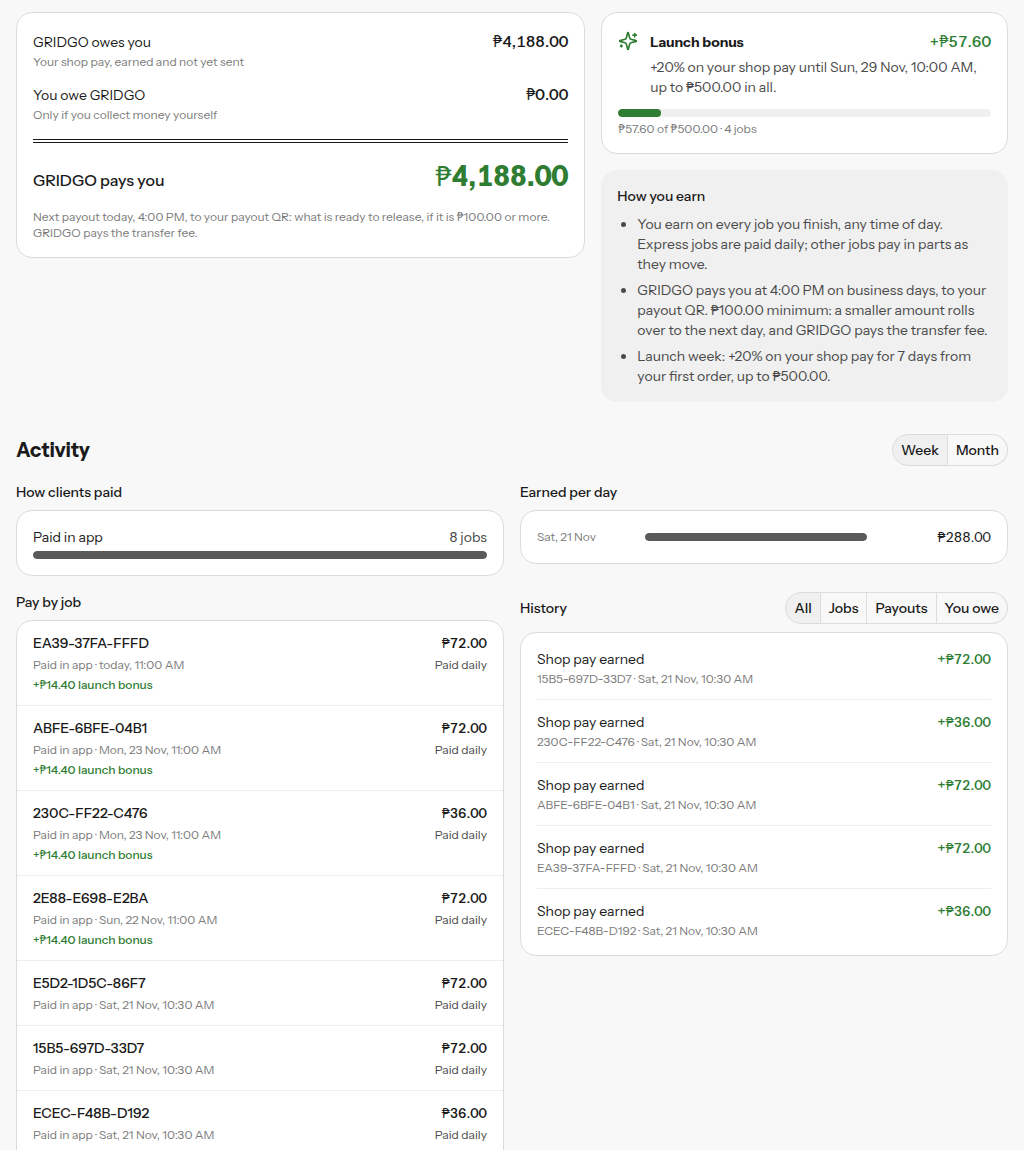 GRIDGO owes you ₱4,188.00
Your shop pay, earned and not yet sent
You owe GRIDGO ₱0.00
Only if you collect money yourself
GRIDGO pays you ₱4,188.00
Next payout today, 4:00 PM, to your payout QR: what is ready to release, if it is ₱100.00 or more.
GRIDGO pays the transfer fee.
Launch bonus +₱57.60
+20% on your shop pay until Sun, 29 Nov, 10:00 AM,
up to ₱500.00 in all.
₱57.60 of ₱500.00 · 4 jobs
How you earn
• You earn on every job you finish, any time of day.
Express jobs are paid daily; other jobs pay in parts as
they move.
• GRIDGO pays you at 4:00 PM on business days, to your
payout QR. ₱100.00 minimum: a smaller amount rolls
over to the next day, and GRIDGO pays the transfer fee.
• Launch week: +20% on your shop pay for 7 days from
your first order, up to ₱500.00.
Activity
Week Month
How clients paid
Paid in app 8 jobs
Earned per day
Sat, 21 Nov ₱288.00
Pay by job
EA39-37FA-FFFD ₱72.00
Paid in app · today, 11:00 AM Paid daily
+₱14.40 launch bonus
ABFE-6BFE-04B1 ₱72.00
Paid in app · Mon, 23 Nov, 11:00 AM Paid daily
+₱14.40 launch bonus
230C-FF22-C476 ₱36.00
Paid in app · Mon, 23 Nov, 11:00 AM Paid daily
+₱14.40 launch bonus
2E88-E698-E2BA ₱72.00
Paid in app · Sun, 22 Nov, 11:00 AM Paid daily
+₱14.40 launch bonus
E5D2-1D5C-86F7 ₱72.00
Paid in app · Sat, 21 Nov, 10:30 AM Paid daily
15B5-697D-33D7 ₱72.00
Paid in app · Sat, 21 Nov, 10:30 AM Paid daily
ECEC-F48B-D192 ₱36.00
Paid in app · Sat, 21 Nov, 10:30 AM Paid daily
History
All Jobs Payouts You owe
Shop pay earned +₱72.00
15B5-697D-33D7 · Sat, 21 Nov, 10:30 AM
Shop pay earned +₱36.00
230C-FF22-C476 · Sat, 21 Nov, 10:30 AM
Shop pay earned +₱72.00
ABFE-6BFE-04B1 · Sat, 21 Nov, 10:30 AM
Shop pay earned +₱72.00
EA39-37FA-FFFD · Sat, 21 Nov, 10:30 AM
Shop pay earned +₱36.00
ECEC-F48B-D192 · Sat, 21 Nov, 10:30 AM